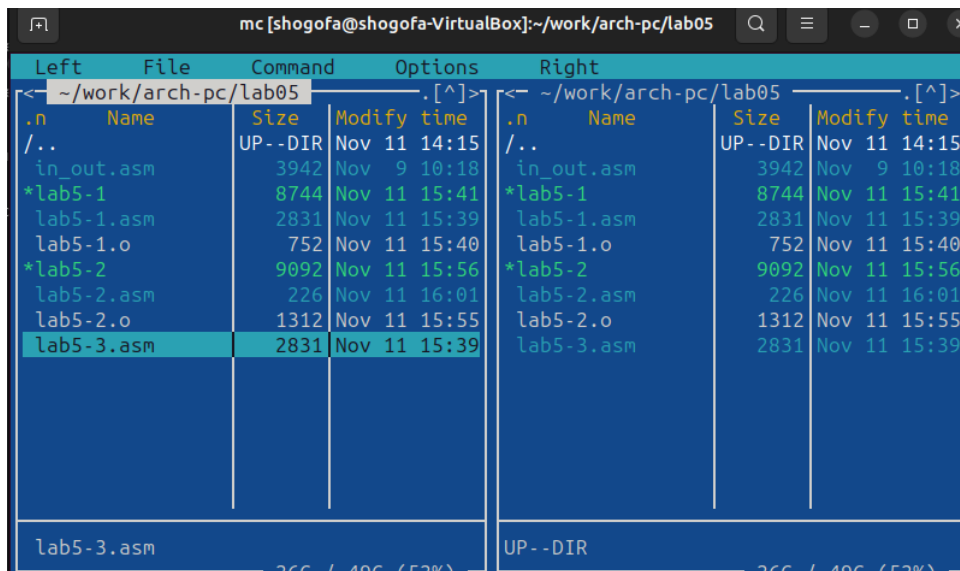 mc [shogofa@shogofa-VirtualBox]:~/work/arch-pc/lab05
Left File Command Options Right
<─ ~/work/arch-pc/lab05 ─.[^]> <─ ~/work/arch-pc/lab05 ─.[^]>
.n Name Size Modify time .n Name Size Modify time
/.. UP--DIR Nov 11 14:15 /.. UP--DIR Nov 11 14:15
in_out.asm 3942 Nov 9 10:18 in_out.asm 3942 Nov 9 10:18
*lab5-1 8744 Nov 11 15:41 *lab5-1 8744 Nov 11 15:41
lab5-1.asm 2831 Nov 11 15:39 lab5-1.asm 2831 Nov 11 15:39
lab5-1.o 752 Nov 11 15:40 lab5-1.o 752 Nov 11 15:40
*lab5-2 9092 Nov 11 15:56 *lab5-2 9092 Nov 11 15:56
lab5-2.asm 226 Nov 11 16:01 lab5-2.asm 226 Nov 11 16:01
lab5-2.o 1312 Nov 11 15:55 lab5-2.o 1312 Nov 11 15:55
lab5-3.asm 2831 Nov 11 15:39 lab5-3.asm 2831 Nov 11 15:39
lab5-3.asm UP--DIR